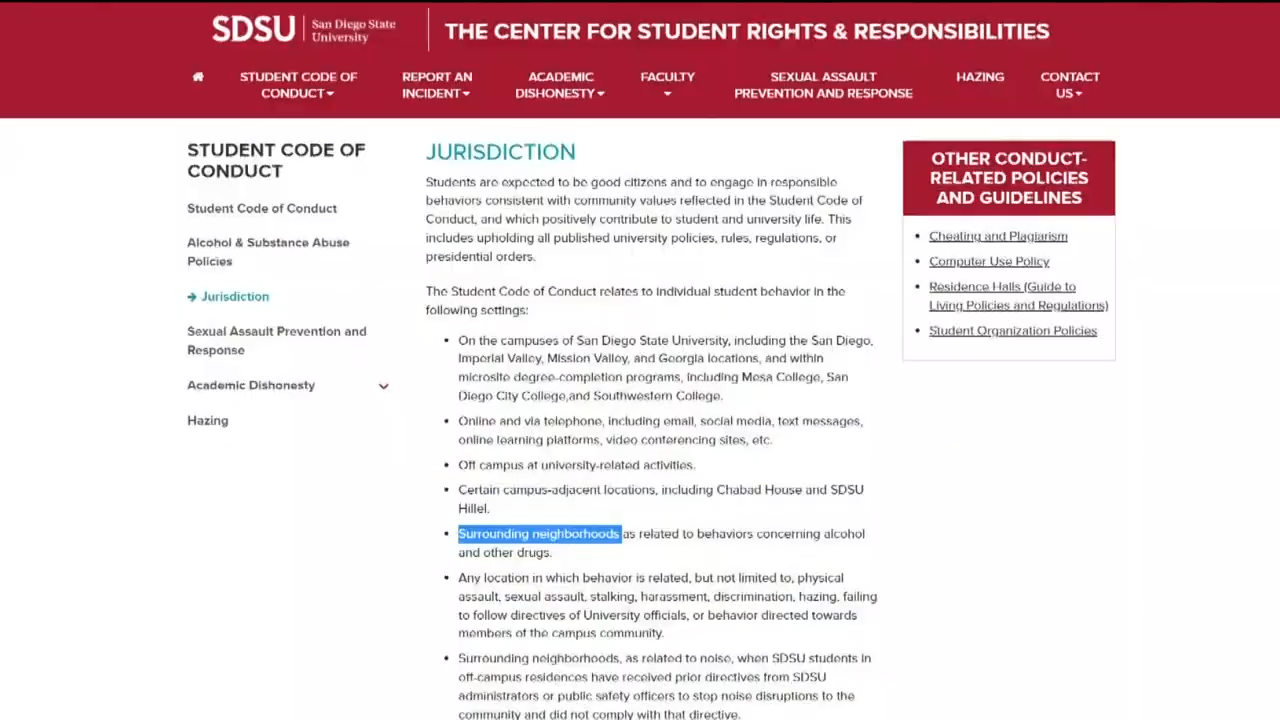 SDSU
San Diego State
University
THE CENTER FOR STUDENT RIGHTS & RESPONSIBILITIES
STUDENT CODE OF
CONDUCT
REPORT AN
INCIDENT
ACADEMIC
DISHONESTY
FACULTY
SEXUAL ASSAULT
PREVENTION AND RESPONSE
HAZING
CONTACT
US
STUDENT CODE OF
CONDUCT
Student Code of Conduct
Alcohol & Substance Abuse
Policies
Jurisdiction
Sexual Assault Prevention and
Response
Academic Dishonesty
Hazing
JURISDICTION
Students are expected to be good citizens and to engage in responsible
behaviors consistent with community values reflected in the Student Code of
Conduct, and which positively contribute to student and university life. This
includes upholding all published university policies, rules, regulations, or
presidential orders.
The Student Code of Conduct relates to individual student behavior in the
following settings:
• On the campuses of San Diego State University, including the San Diego,
Imperial Valley, Mission Valley, and Georgia locations, and within
microsite degree-completion programs, including Mesa College, San
Diego City College,and Southwestern College.
• Online and via telephone, including email, social media, text messages,
online learning platforms, video conferencing sites, etc.
• Off campus at university-related activities.
• Certain campus-adjacent locations, including Chabad House and SDSU
Hillel.
• Surrounding neighborhoods as related to behaviors concerning alcohol
and other drugs.
• Any location in which behavior is related, but not limited to, physical
assault, sexual assault, stalking, harassment, discrimination, hazing, failing
to follow directives of University officials, or behavior directed towards
members of the campus community.
• Surrounding neighborhoods, as related to noise, when SDSU students in
off-campus residences have received prior directives from SDSU
administrators or public safety officers to stop noise disruptions to the
community and did not comply with that directive.
OTHER CONDUCT-
RELATED POLICIES
AND GUIDELINES
• Cheating and Plagiarism
• Computer Use Policy
• Residence Halls (Guide to
Living Policies and Regulations)
• Student Organization Policies